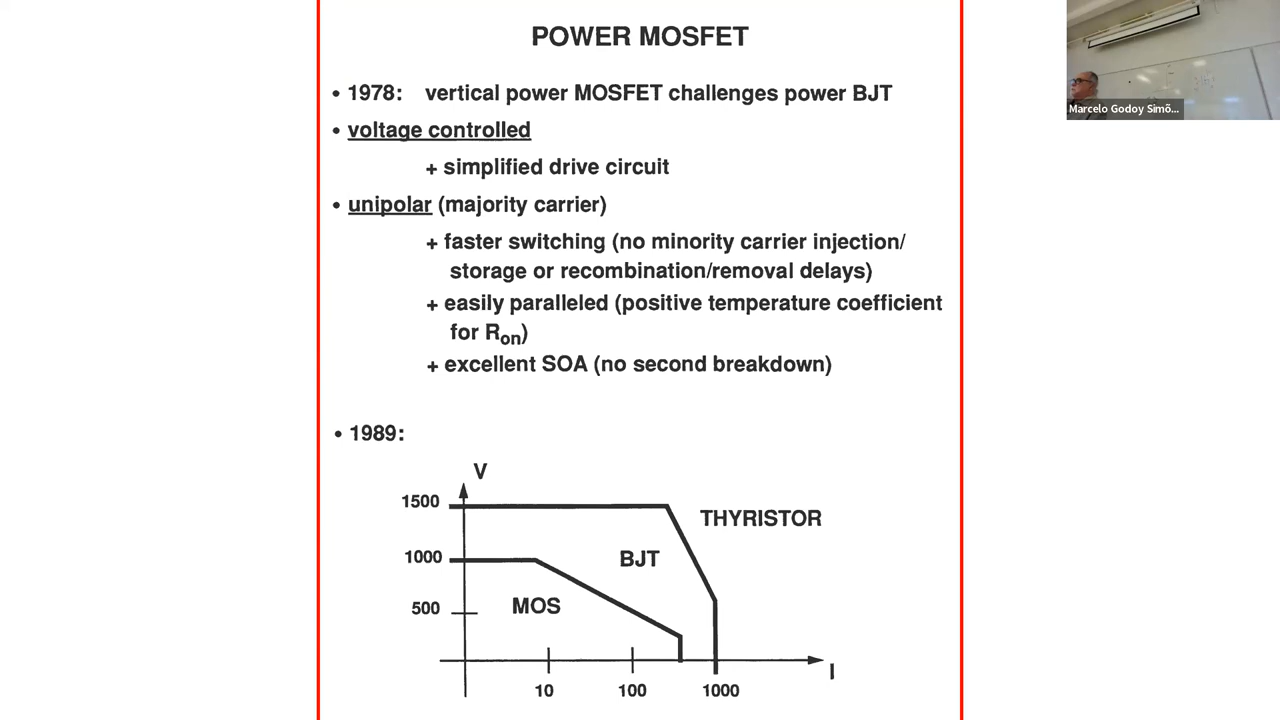 POWER MOSFET
• 1978: vertical power MOSFET challenges power BJT
• voltage controlled
+ simplified drive circuit
• unipolar (majority carrier)
+ faster switching (no minority carrier injection/
storage or recombination/removal delays)
+ easily paralleled (positive temperature coefficient
for Ron)
+ excellent SOA (no second breakdown)
• 1989:
V
1500
THYRISTOR
1000
BJT
500
MOS
I
10 100 1000
Marcelo Godoy Simõ...